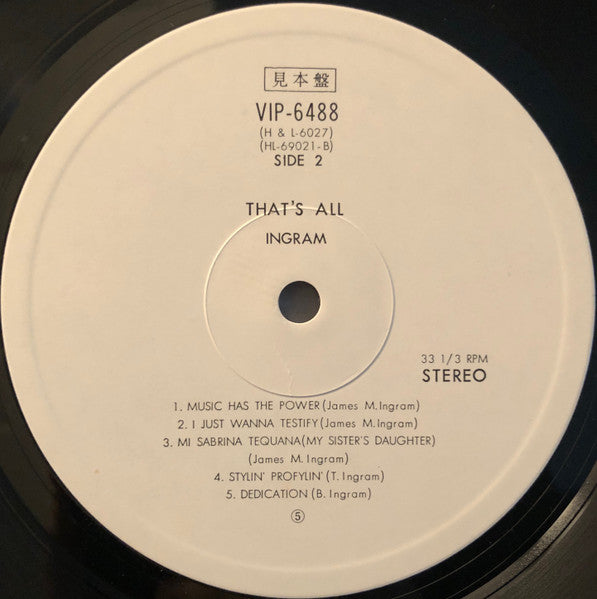 見本盤
VIP-6488
(H & L-6027)
(HL-69021-B)
SIDE 2
THAT'S ALL
INGRAM
33 1/3 RPM
STEREO
1. MUSIC HAS THE POWER (James M. Ingram)
2. I JUST WANNA TESTIFY (James M. Ingram)
3. MI SABRINA TEQUANA (MY SISTER'S DAUGHTER)
(James M. Ingram)
4. STYLIN' PROFYLIN' (T. Ingram)
5. DEDICATION (B. Ingram)
⑤